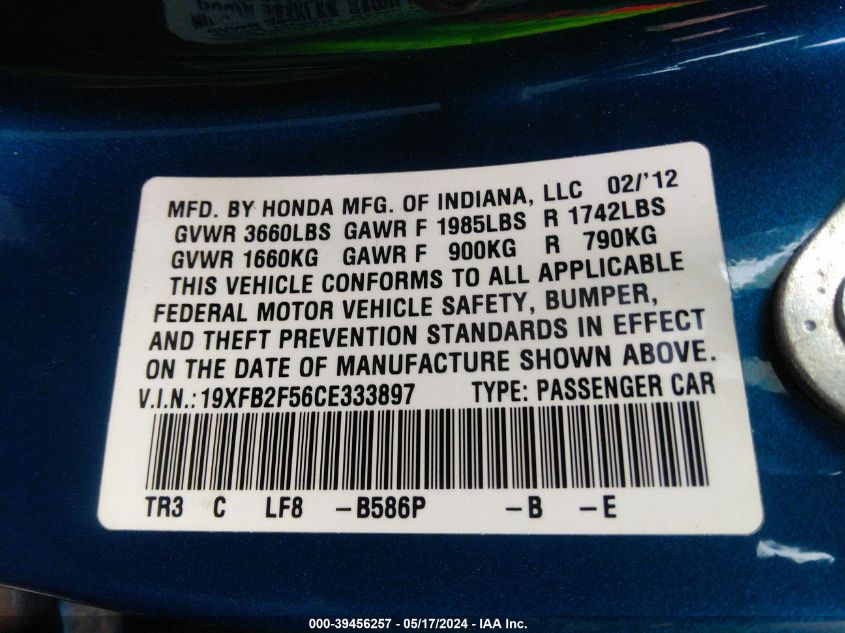 MFD. BY HONDA MFG. OF INDIANA, LLC 02/'12
GVWR 3660LBS GAWR F 1985LBS R 1742LBS
GVWR 1660KG GAWR F 900KG R 790KG
THIS VEHICLE CONFORMS TO ALL APPLICABLE
FEDERAL MOTOR VEHICLE SAFETY, BUMPER,
AND THEFT PREVENTION STANDARDS IN EFFECT
ON THE DATE OF MANUFACTURE SHOWN ABOVE.
V.I.N.: 19XFB2F56CE333897 TYPE: PASSENGER CAR
TR3 C LF8 -B586P -B -E
000-39456257 - 05/17/2024 - IAA Inc.